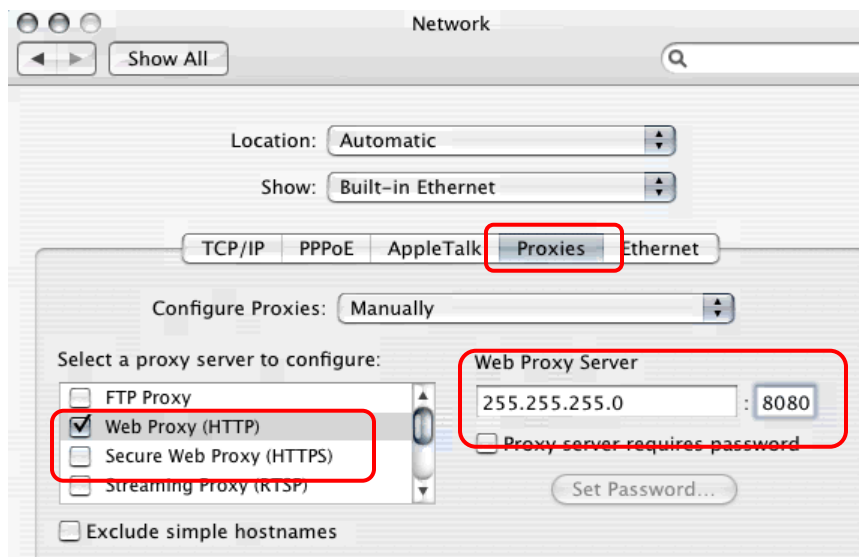 Network
Show All
Location: Automatic
Show: Built-in Ethernet
TCP/IP PPPoE AppleTalk Proxies Ethernet
Configure Proxies: Manually
Select a proxy server to configure:
FTP Proxy
Web Proxy (HTTP)
Secure Web Proxy (HTTPS)
Streaming Proxy (RTSP)
Exclude simple hostnames
Web Proxy Server
255.255.255.0 : 8080
Proxy server requires password
Set Password...